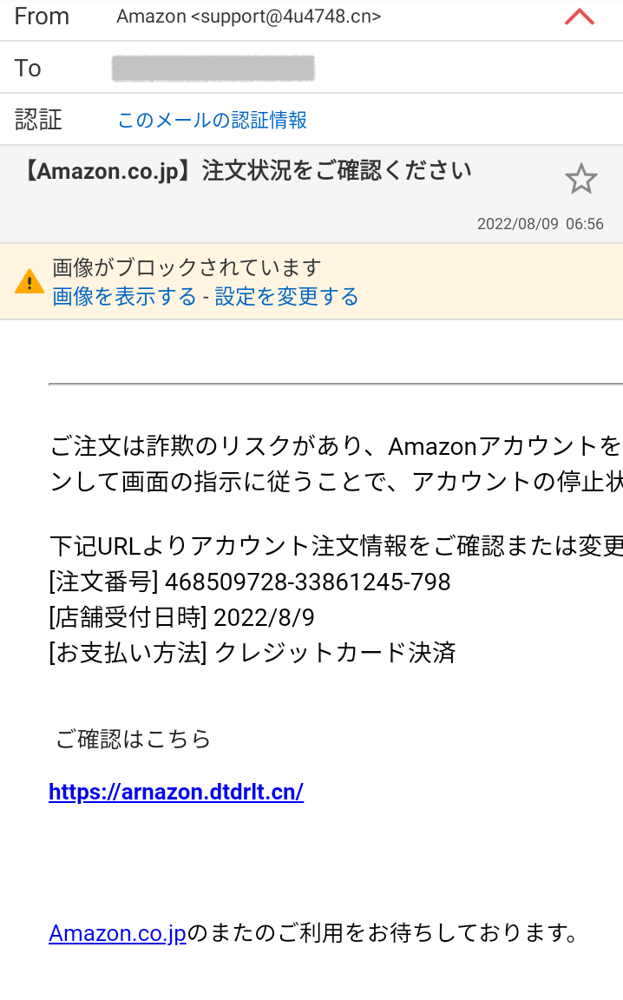 From Amazon <support@4u4748.cn>
To
認証 このメールの認証情報
【Amazon.co.jp】注文状況をご確認ください
2022/08/09 06:56
画像がブロックされています
画像を表示する - 設定を変更する
ご注文は詐欺のリスクがあり、Amazonアカウントを
ンして画面の指示に従うことで、アカウントの停止状
下记URLよりアカウント注文情報をご確認または変更
[注文番号] 468509728-33861245-798
[店舗受付日時] 2022/8/9
[お支払い方法] クレジットカード決済
ご確認はこちら
https://arnazon.dtdrlt.cn/
Amazon.co.jpのまたのご利用をお待ちしております。